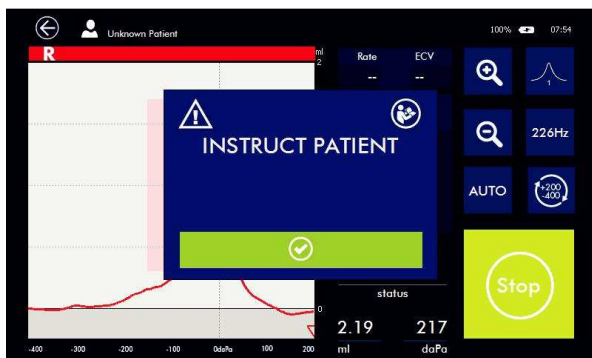 Unknown Patient
100%
07:54
R
ml
2
Rate ECV
-- --
1
INSTRUCT PATIENT
226Hz
AUTO
+200
-400
Stop
status
0
2.19 217
ml daPa
-400 -300 -200 -100 0daPa 100 200